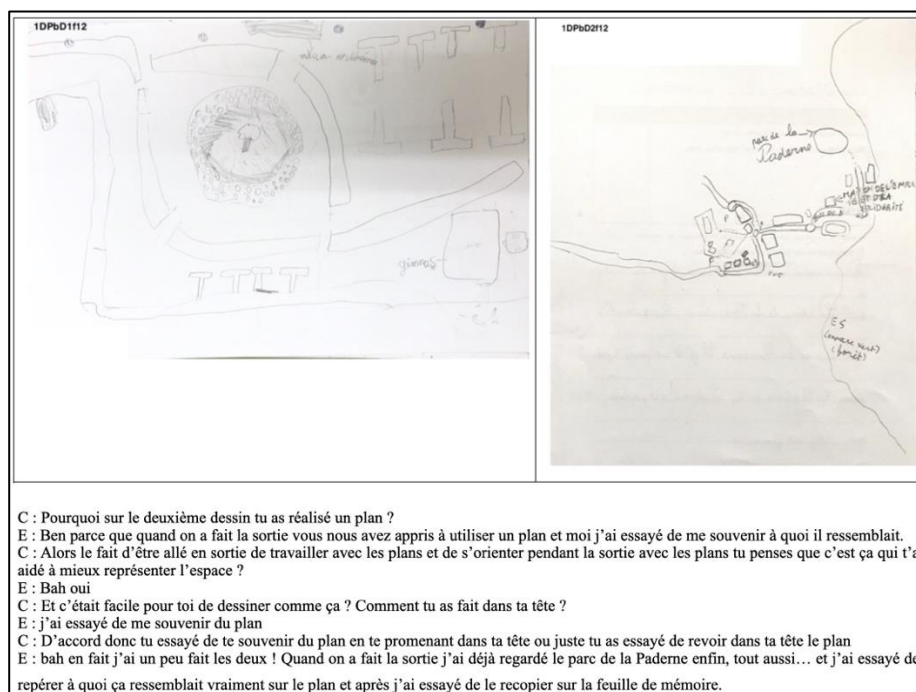 1DPbD1f12
1DPbD2f12
gimnas
parc de la
Paderne
ES
(forêt)
C : Pourquoi sur le deuxième dessin tu as réalisé un plan ?
E : Ben parce que quand on a fait la sortie vous nous avez appris à utiliser un plan et moi j’ai essayé de me souvenir à quoi il ressemblait.
C : Alors le fait d’être allé en sortie de travailler avec les plans et de s’orienter pendant la sortie avec les plans tu penses que c’est ça qui t’a
aidé à mieux représenter l’espace ?
E : Bah oui
C : Et c’était facile pour toi de dessiner comme ça ? Comment tu as fait dans ta tête ?
E : j’ai essayé de me souvenir du plan
C : D’accord donc tu essayé de te souvenir du plan en te promenant dans ta tête ou juste tu as essayé de revoir dans ta tête le plan
E : bah en fait j’ai un peu fait les deux ! Quand on a fait la sortie j’ai déjà regardé le parc de la Paderne enfin, tout aussi… et j’ai essayé de
repérer à quoi ça ressemblait vraiment sur le plan et après j’ai essayé de le recopier sur la feuille de mémoire.